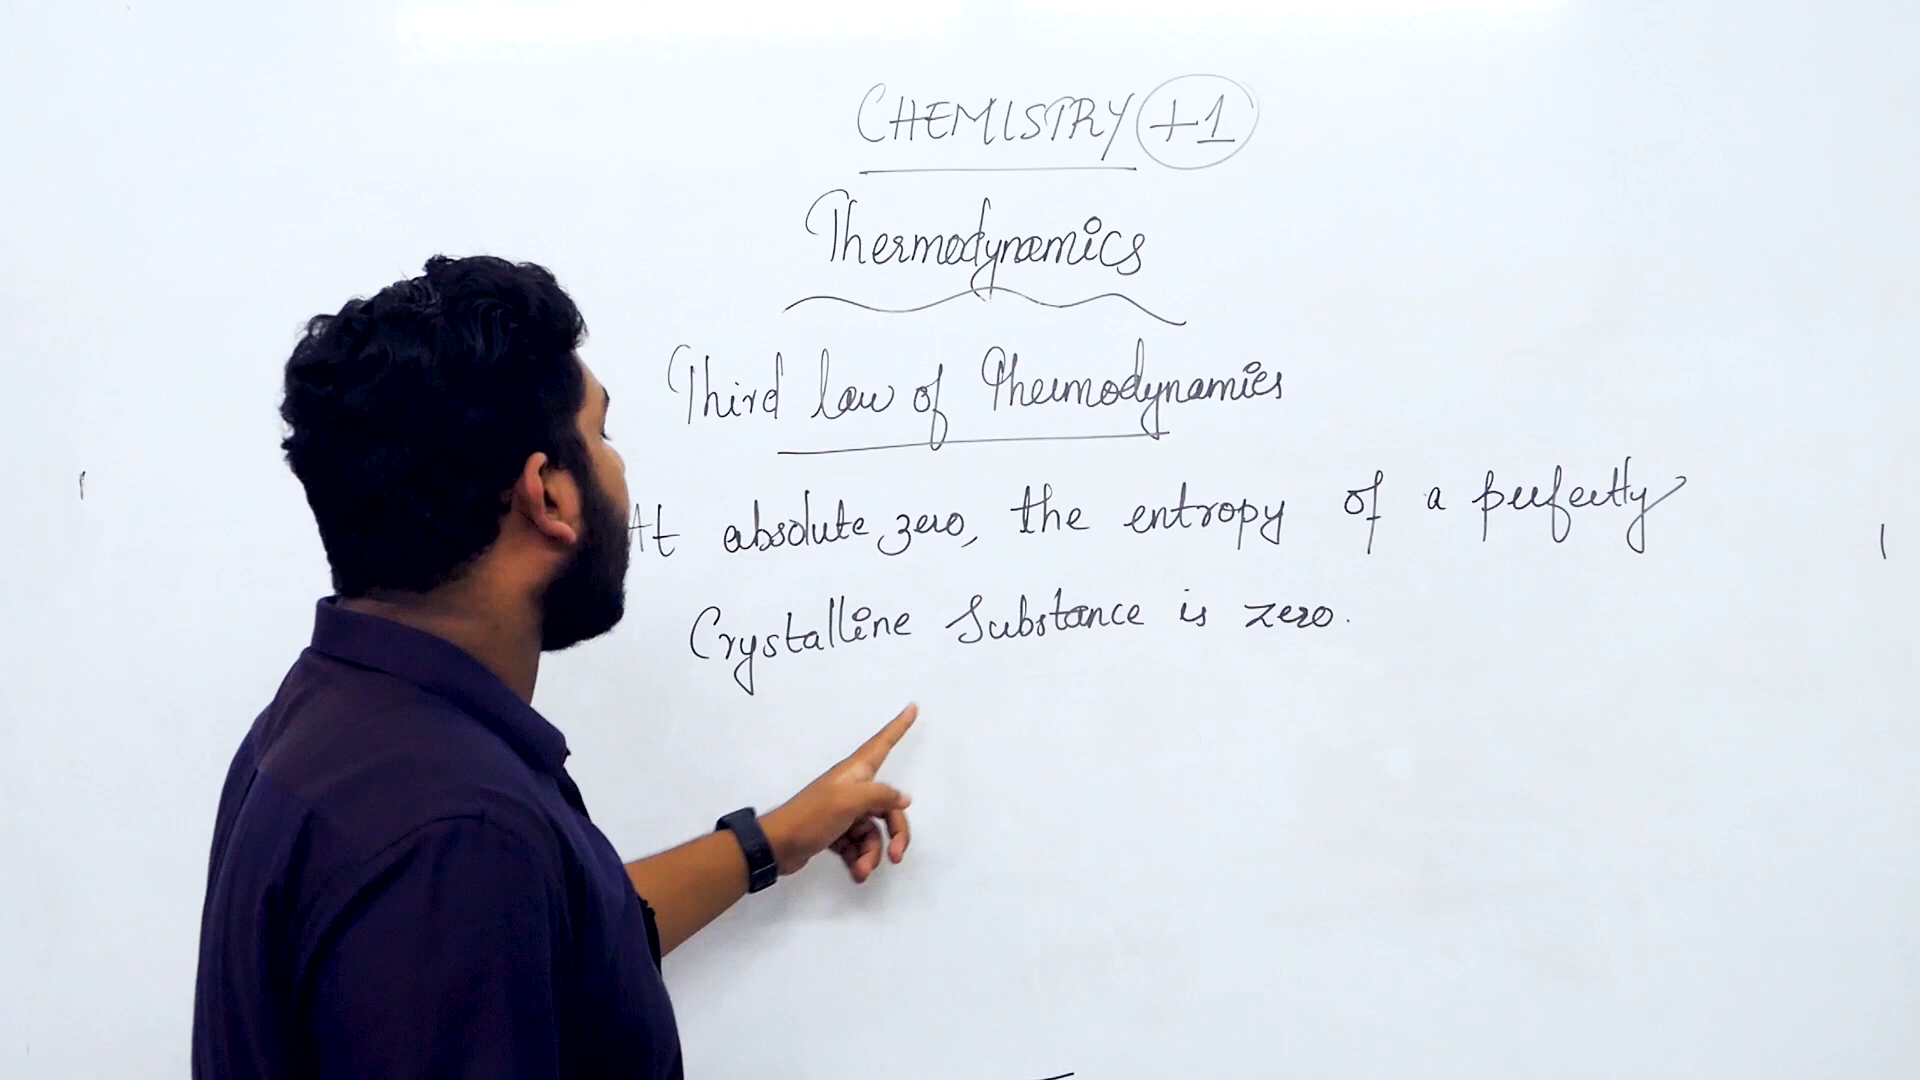 CHEMISTRY +1
Thermodynamics
Third law of Thermodynamics
At absolute zero, the entropy of a perfectly
Crystalline Substance is zero.